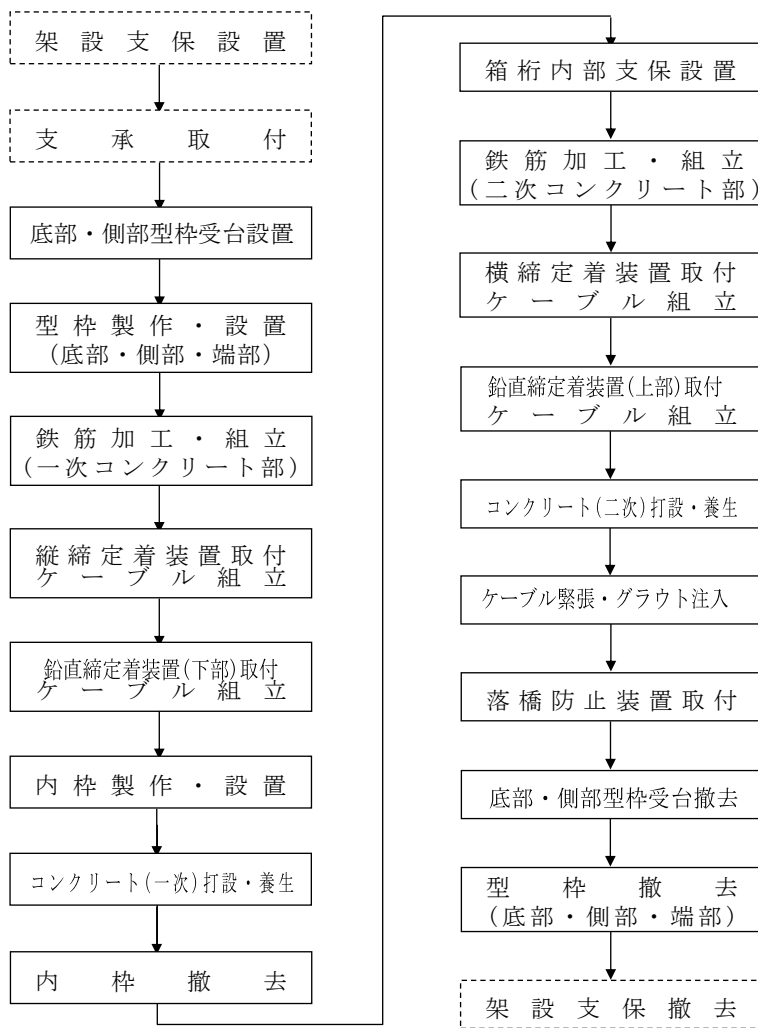 架設支保設置
支承取付
底部・側部型枠受台設置
型枠製作・設置
(底部・側部・端部)
鉄筋加工・組立
(一次コンクリート部)
縦締定着装置取付
ケーブル組立
鉛直締定着装置(下部)取付
ケーブル組立
内枠製作・設置
コンクリート(一次)打設・養生
内枠撤去
箱桁内部支保設置
鉄筋加工・組立
(二次コンクリート部)
横締定着装置取付
ケーブル組立
鉛直締定着装置(上部)取付
ケーブル組立
コンクリート(二次)打設・養生
ケーブル緊張・グラウト注入
落橋防止装置取付
底部・側部型枠受台撤去
型枠撤去
(底部・側部・端部)
架設支保撤去